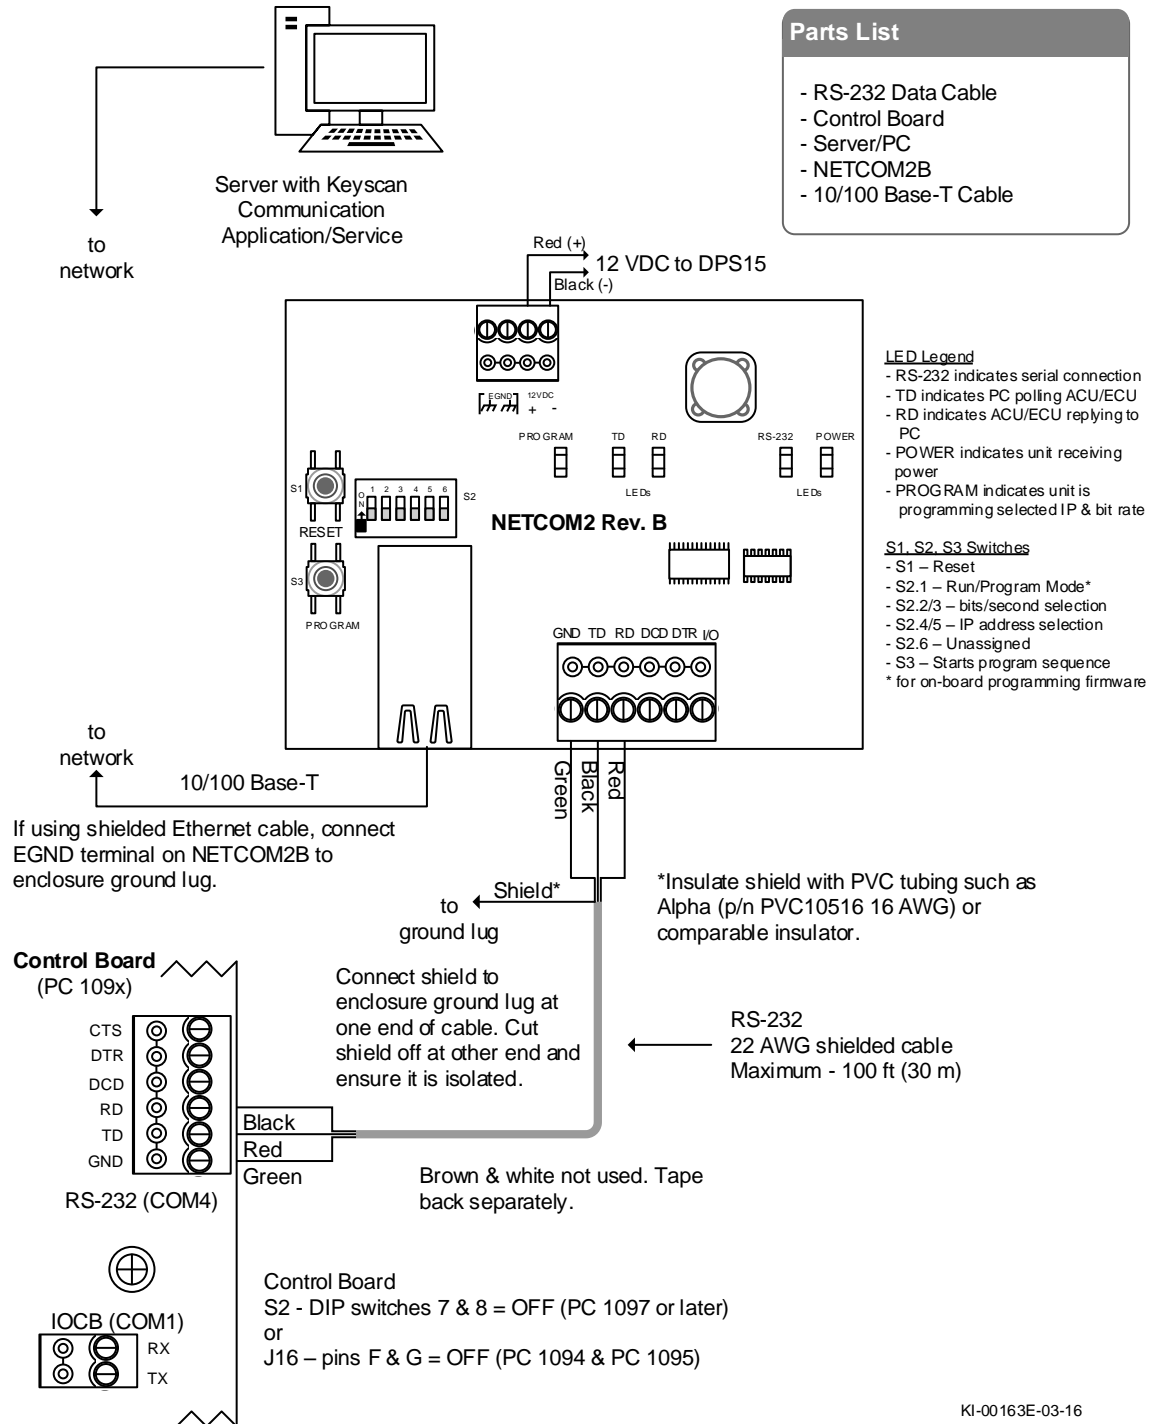 Parts List
- RS-232 Data Cable
- Control Board
- Server/PC
- NETCOM2B
- 10/100 Base-T Cable
Server with Keyscan
Communication
Application/Service
to
network
Red (+)
12 VDC to DPS15
Black (-)
EGND
12VDC
+ -
PROGRAM
TD
RD
RS-232
POWER
LEDs
LEDs
S1
RESET
O
N
1 2 3 4 5 6
S2
NETCOM2 Rev. B
S3
PROGRAM
GND TD RD DCD DTR I/O
LED Legend
- RS-232 indicates serial connection
- TD indicates PC polling ACU/ECU
- RD indicates ACU/ECU replying to
PC
- POWER indicates unit receiving
power
- PROGRAM indicates unit is
programming selected IP & bit rate
S1, S2, S3 Switches
- S1 – Reset
- S2.1 – Run/Program Mode*
- S2.2/3 – bits/second selection
- S2.4/5 – IP address selection
- S2.6 – Unassigned
- S3 – Starts program sequence
* for on-board programming firmware
to
network
10/100 Base-T
Green
Black
Red
If using shielded Ethernet cable, connect
EGND terminal on NETCOM2B to
enclosure ground lug.
Shield*
to
ground lug
*Insulate shield with PVC tubing such as
Alpha (p/n PVC10516 16 AWG) or
comparable insulator.
Control Board
(PC 109x)
Connect shield to
enclosure ground lug at
one end of cable. Cut
shield off at other end and
ensure it is isolated.
RS-232
22 AWG shielded cable
Maximum - 100 ft (30 m)
CTS
DTR
DCD
RD
TD
GND
Black
Red
Green
RS-232 (COM4)
Brown & white not used. Tape
back separately.
IOCB (COM1)
RX
TX
Control Board
S2 - DIP switches 7 & 8 = OFF (PC 1097 or later)
or
J16 – pins F & G = OFF (PC 1094 & PC 1095)
KI-00163E-03-16